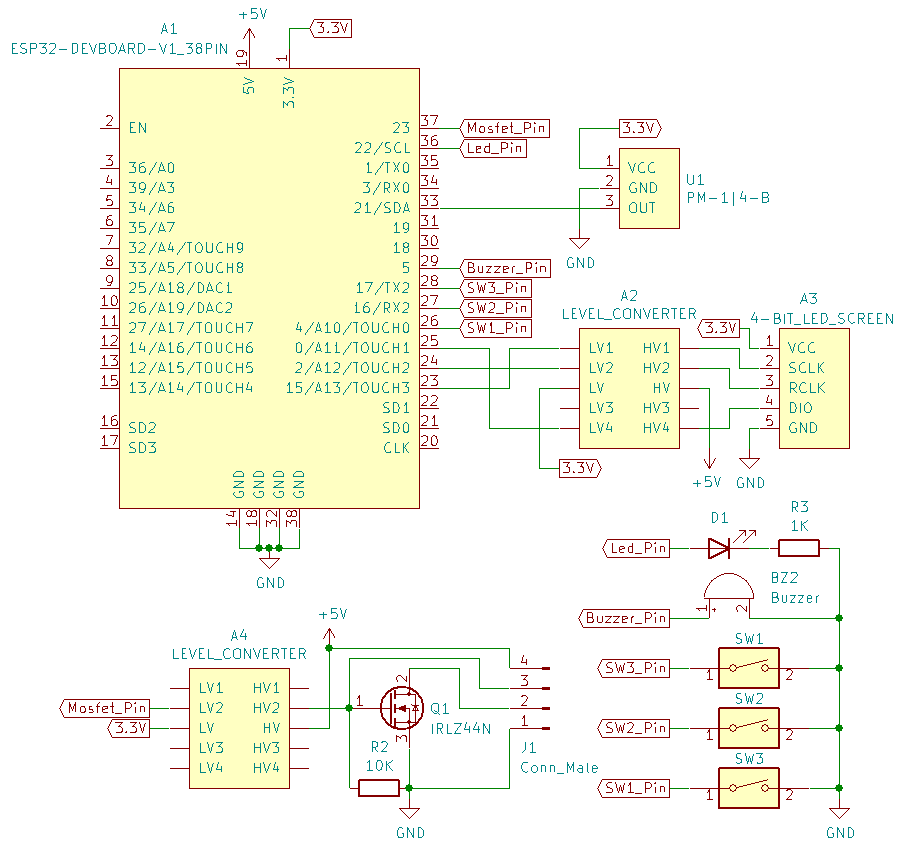 +5V
A1
3.3V
ESP32-DEVBOARD-V1_38PIN
19
1
5V
3.3V
2
EN
3
36/A0
4
39/A3
5
34/A6
6
35/A7
7
32/A4/TOUCH9
8
33/A5/TOUCH8
9
25/A18/DAC1
10
26/A19/DAC2
11
27/A17/TOUCH7
12
14/A16/TOUCH6
13
12/A15/TOUCH5
15
13/A14/TOUCH4
16
SD2
17
SD3
23
37
Mosfet_Pin
22/SCL
36
Led_Pin
1/TX0
35
3/RX0
34
21/SDA
33
19
31
18
30
5
29
Buzzer_Pin
17/TX2
28
SW3_Pin
16/RX2
27
SW2_Pin
4/A10/TOUCH0
26
SW1_Pin
0/A11/TOUCH1
25
2/A12/TOUCH2
24
15/A13/TOUCH3
23
SD1
22
SD0
21
CLK
20
GND
GND
GND
GND
14
18
32
38
GND
3.3V
1
VCC
2
GND
3
OUT
U1
PM-1|4-B
GND
A2
LEVEL_CONVERTER
LV1
LV2
LV
LV3
LV4
HV1
HV2
HV
HV3
HV4
3.3V
+5V
A3
4-BIT_LED_SCREEN
3.3V
1
VCC
2
SCLK
3
RCLK
4
DIO
5
GND
GND
D1
R3
1K
Led_Pin
BZ2
Buzzer
Buzzer_Pin
1
+
2
SW1
SW3_Pin
1
2
SW2
SW2_Pin
1
2
SW3
SW1_Pin
1
2
GND
A4
LEVEL_CONVERTER
Mosfet_Pin
3.3V
LV1
LV2
LV
LV3
LV4
HV1
HV2
HV
HV3
HV4
+5V
1
2
3
Q1
IRLZ44N
R2
10K
GND
4
3
2
1
J1
Conn_Male